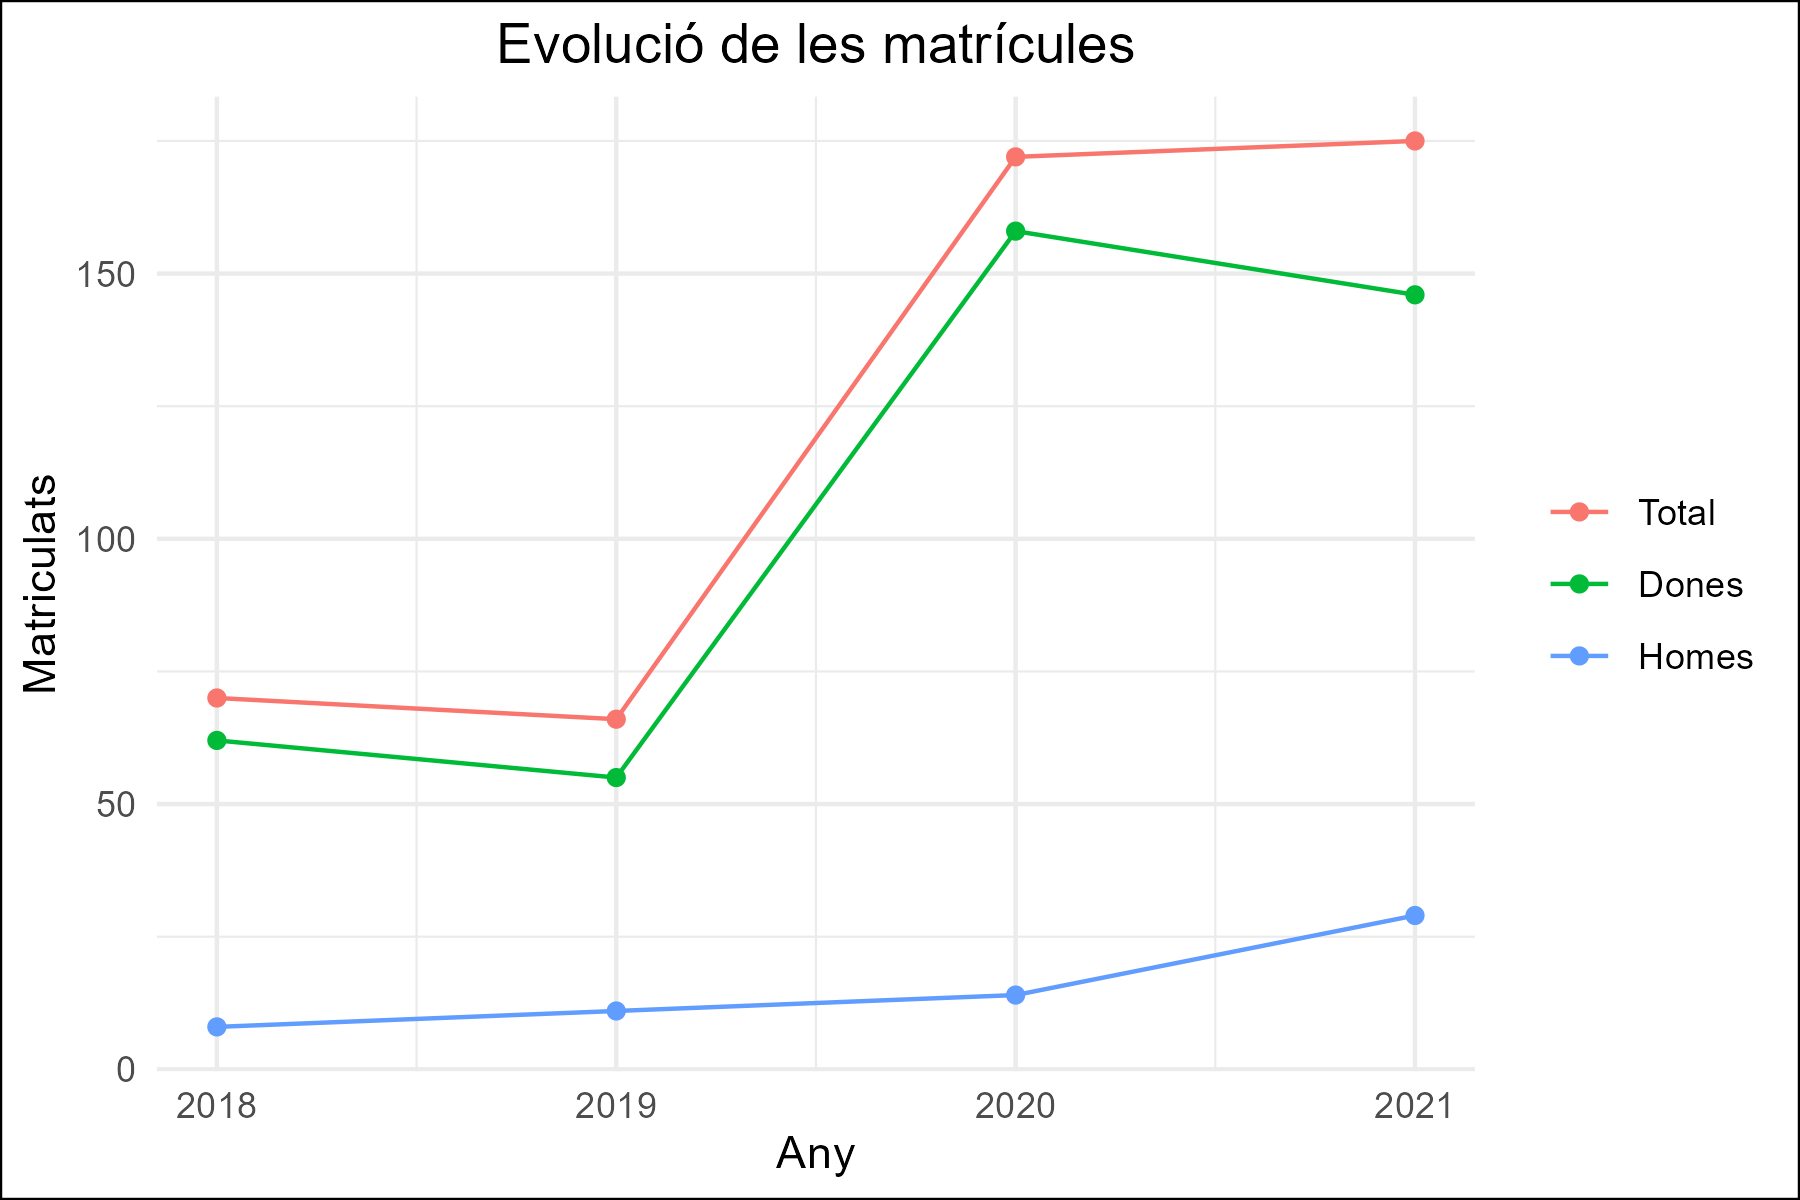 Evolució de les matrícules
Matriculats
150
100
50
0
2018 2019 2020 2021
Any
Total
Dones
Homes